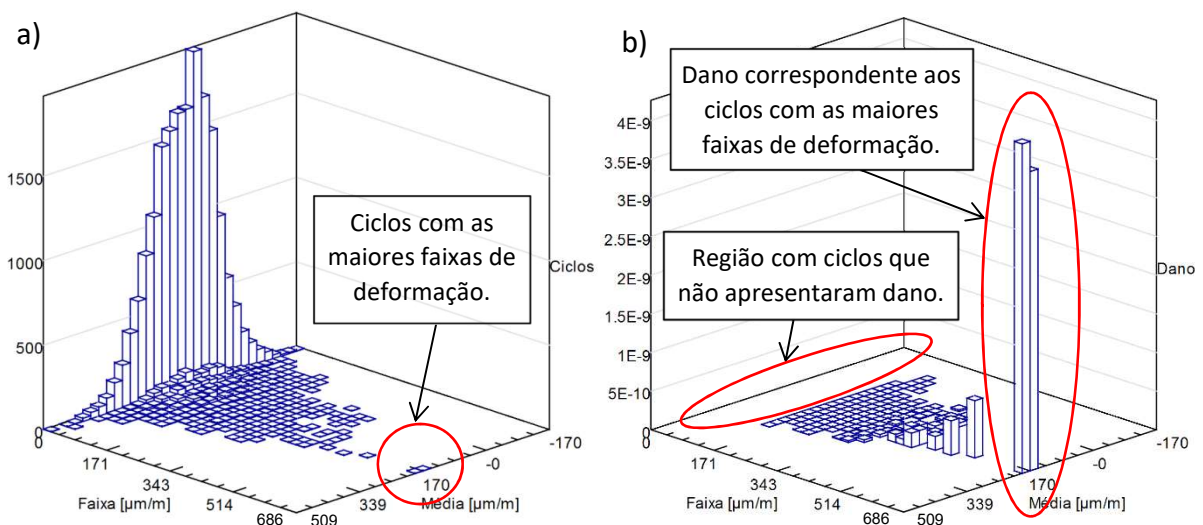 a)
1500
1000
500
0
0
171
343
514
686
Faixa [µm/m]
509
339
170
-0
-170
Média [µm/m]
Ciclos
Ciclos com as
maiores faixas de
deformação.
b)
4E-9
3.5E-9
3E-9
2.5E-9
2E-9
1.5E-9
1E-9
5E-10
0
0
171
343
514
686
Faixa [µm/m]
509
339
170
-0
-170
Média [µm/m]
Dano
Dano correspondente aos
ciclos com as maiores
faixas de deformação.
Região com ciclos que
não apresentaram dano.